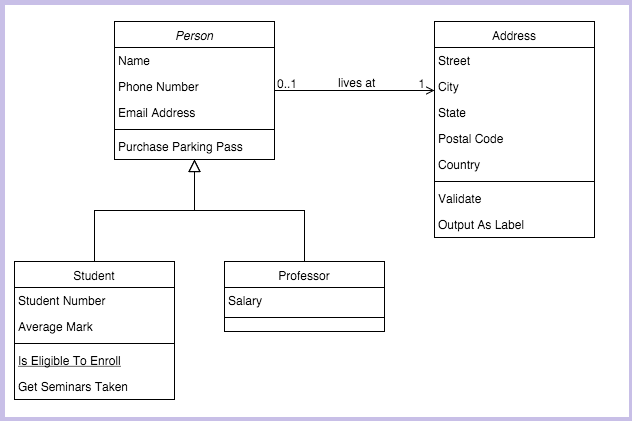 Person
Name
Phone Number
Email Address
Purchase Parking Pass
0..1
lives at
1
Address
Street
City
State
Postal Code
Country
Validate
Output As Label
Student
Student Number
Average Mark
Is Eligible To Enroll
Get Seminars Taken
Professor
Salary